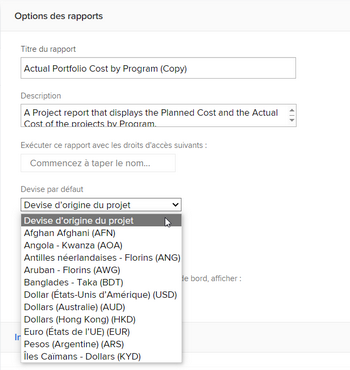 Options des rapports
Titre du rapport
Actual Portfolio Cost by Program (Copy)
Description
A Project report that displays the Planned Cost and the Actual
Cost of the projects by Program.
Exécuter ce rapport avec les droits d'accès suivants :
Commencez à taper le nom...
Devise par défaut
Devise d'origine du projet
Devise d'origine du projet
Afghan Afghani (AFN)
Angola - Kwanza (AOA)
Antilles néerlandaises - Florins (ANG)
Aruban - Florins (AWG)
de bord, afficher :
Banglades - Taka (BDT)
Dollar (États-Unis d'Amérique) (USD)
Dollars (Australie) (AUD)
Dollars (Hong Kong) (HKD)
Euro (États de l'UE) (EUR)
In
Pesos (Argentine) (ARS)
Îles Caïmans - Dollars (KYD)